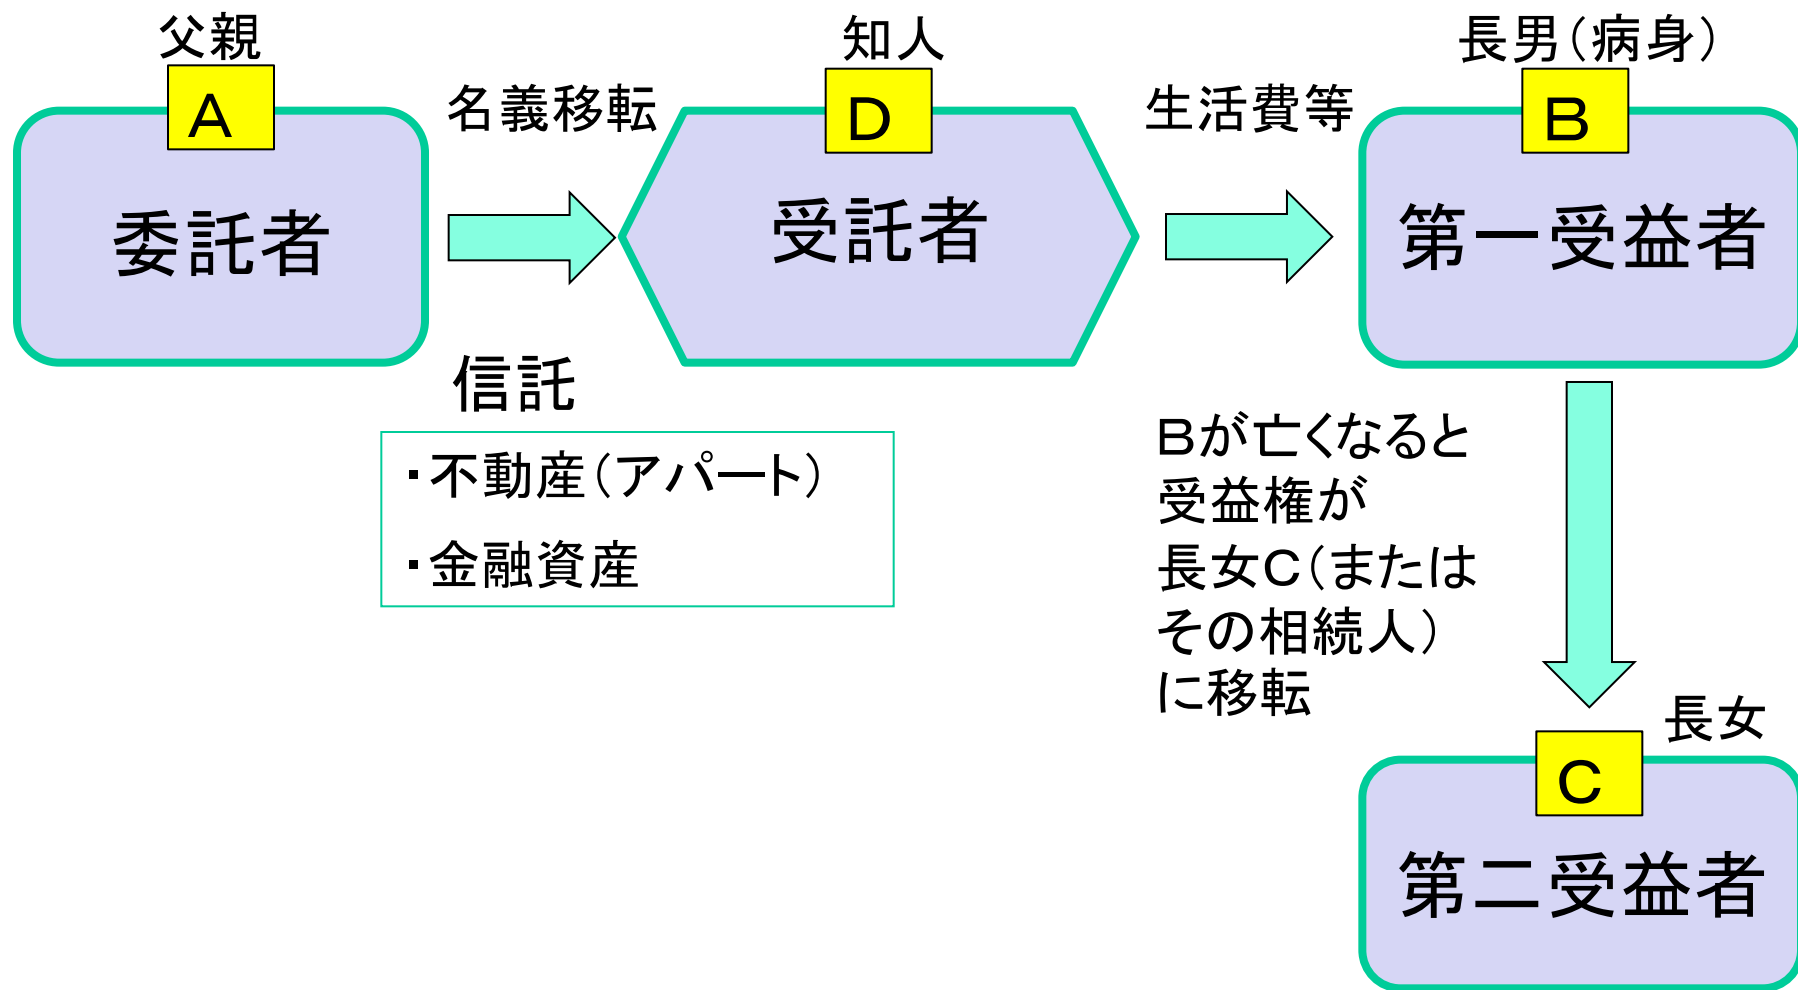 父親
A
委託者
名義移転
知人
D
受託者
生活費等
長男（病身）
B
第一受益者
信託
・不動産（アパート）
・金融資産
Bが亡くなると
受益権が
長女C（または
その相続人）
に移転
長女
C
第二受益者